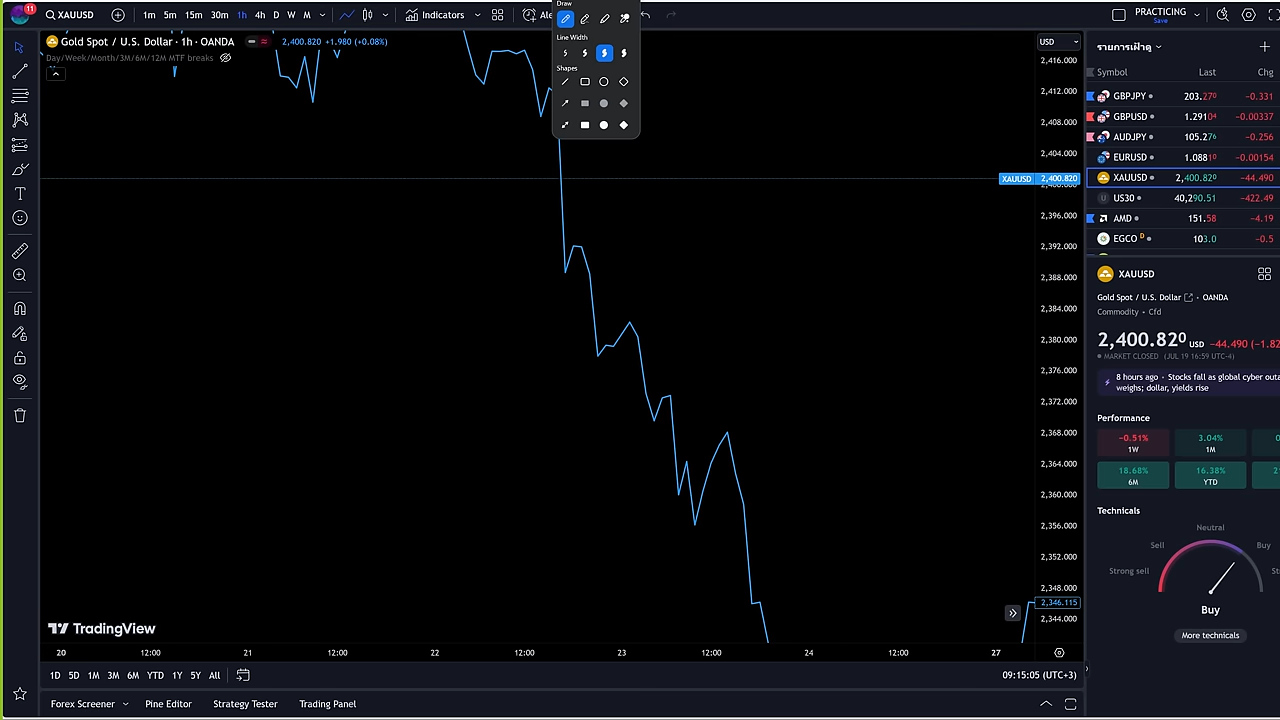 11
XAUUSD
1m 5m 15m 30m 1h 4h D W M
Indicators
Ale
PRACTICING
Save
Draw
Line Width
Shapes
Gold Spot / U.S. Dollar · 1h · OANDA
2,400.820 +1.980 (+0.08%)
Day/Week/Month/3M/6M/12M MTF breaks
USD
2,416.000
2,412.000
2,408.000
2,404.000
XAUUSD 2,400.820
2,400.000
2,396.000
2,392.000
2,388.000
2,384.000
2,380.000
2,376.000
2,372.000
2,368.000
2,364.000
2,360.000
2,356.000
2,352.000
2,348.000
2,346.115
2,344.000
TradingView
20 12:00 21 12:00 22 12:00 23 12:00 24 12:00 27
1D 5D 1M 3M 6M YTD 1Y 5Y All
09:15:05 (UTC+3)
Forex Screener Pine Editor Strategy Tester Trading Panel
รายการเฝ้าดู
Symbol Last Chg
GBPJPY 203.270 −0.331
GBPUSD 1.29104 −0.00337
AUDJPY 105.276 −0.256
EURUSD 1.08810 −0.00154
XAUUSD 2,400.820 −44.490
US30 40,290.51 −422.49
AMD 151.58 −4.19
EGCO D 103.0 −0.5
XAUUSD
Gold Spot / U.S. Dollar · OANDA
Commodity · Cfd
2,400.820 USD −44.490 (−1.82
MARKET CLOSED (JUL 19 16:59 UTC-4)
8 hours ago · Stocks fall as global cyber outa
weighs; dollar, yields rise
Performance
−0.51% 3.04%
1W 1M
18.68% 16.38%
6M YTD
Technicals
Neutral
Sell Buy
Strong sell St
Buy
More technicals